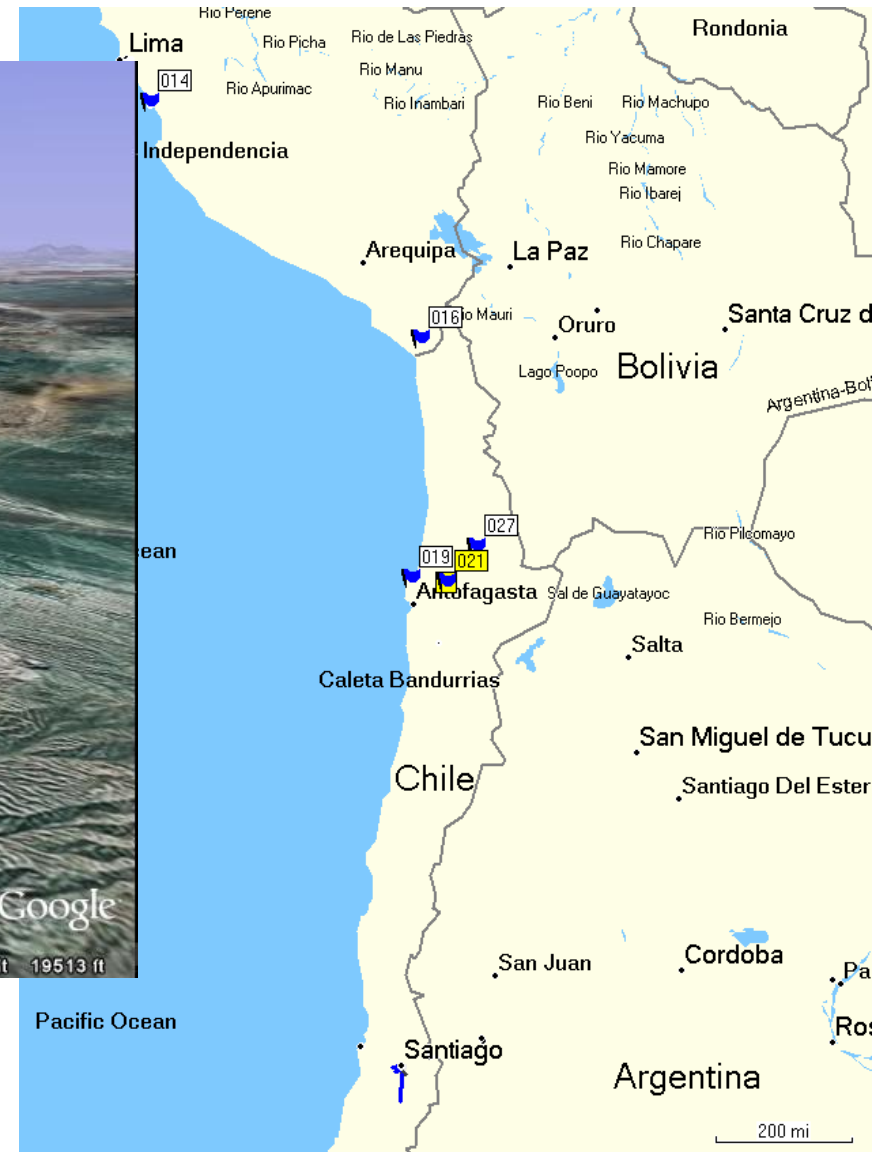 Rio Perene
Rondonia
Lima
Rio Picha
Rio de Las Piedras
Rio Manu
014
Rio Apurimac
Rio Inambari
Rio Beni
Rio Machupo
Rio Yacuma
Independencia
Rio Mamore
Rio Ibarej
Rio Chapare
Arequipa
La Paz
016
io Mauri
Oruro
Santa Cruz d
Lago Poopo
Bolivia
Argentina-Boli
027
Rio Pilcomayo
ean
019
021
Antofagasta
Sal de Guayatayoc
Rio Bermejo
Salta
Caleta Bandurrias
San Miguel de Tucu
Chile
Santiago Del Ester
Google
Cordoba
San Juan
t 19513 ft
Pa
Pacific Ocean
Ros
Santiago
Argentina
200 mi